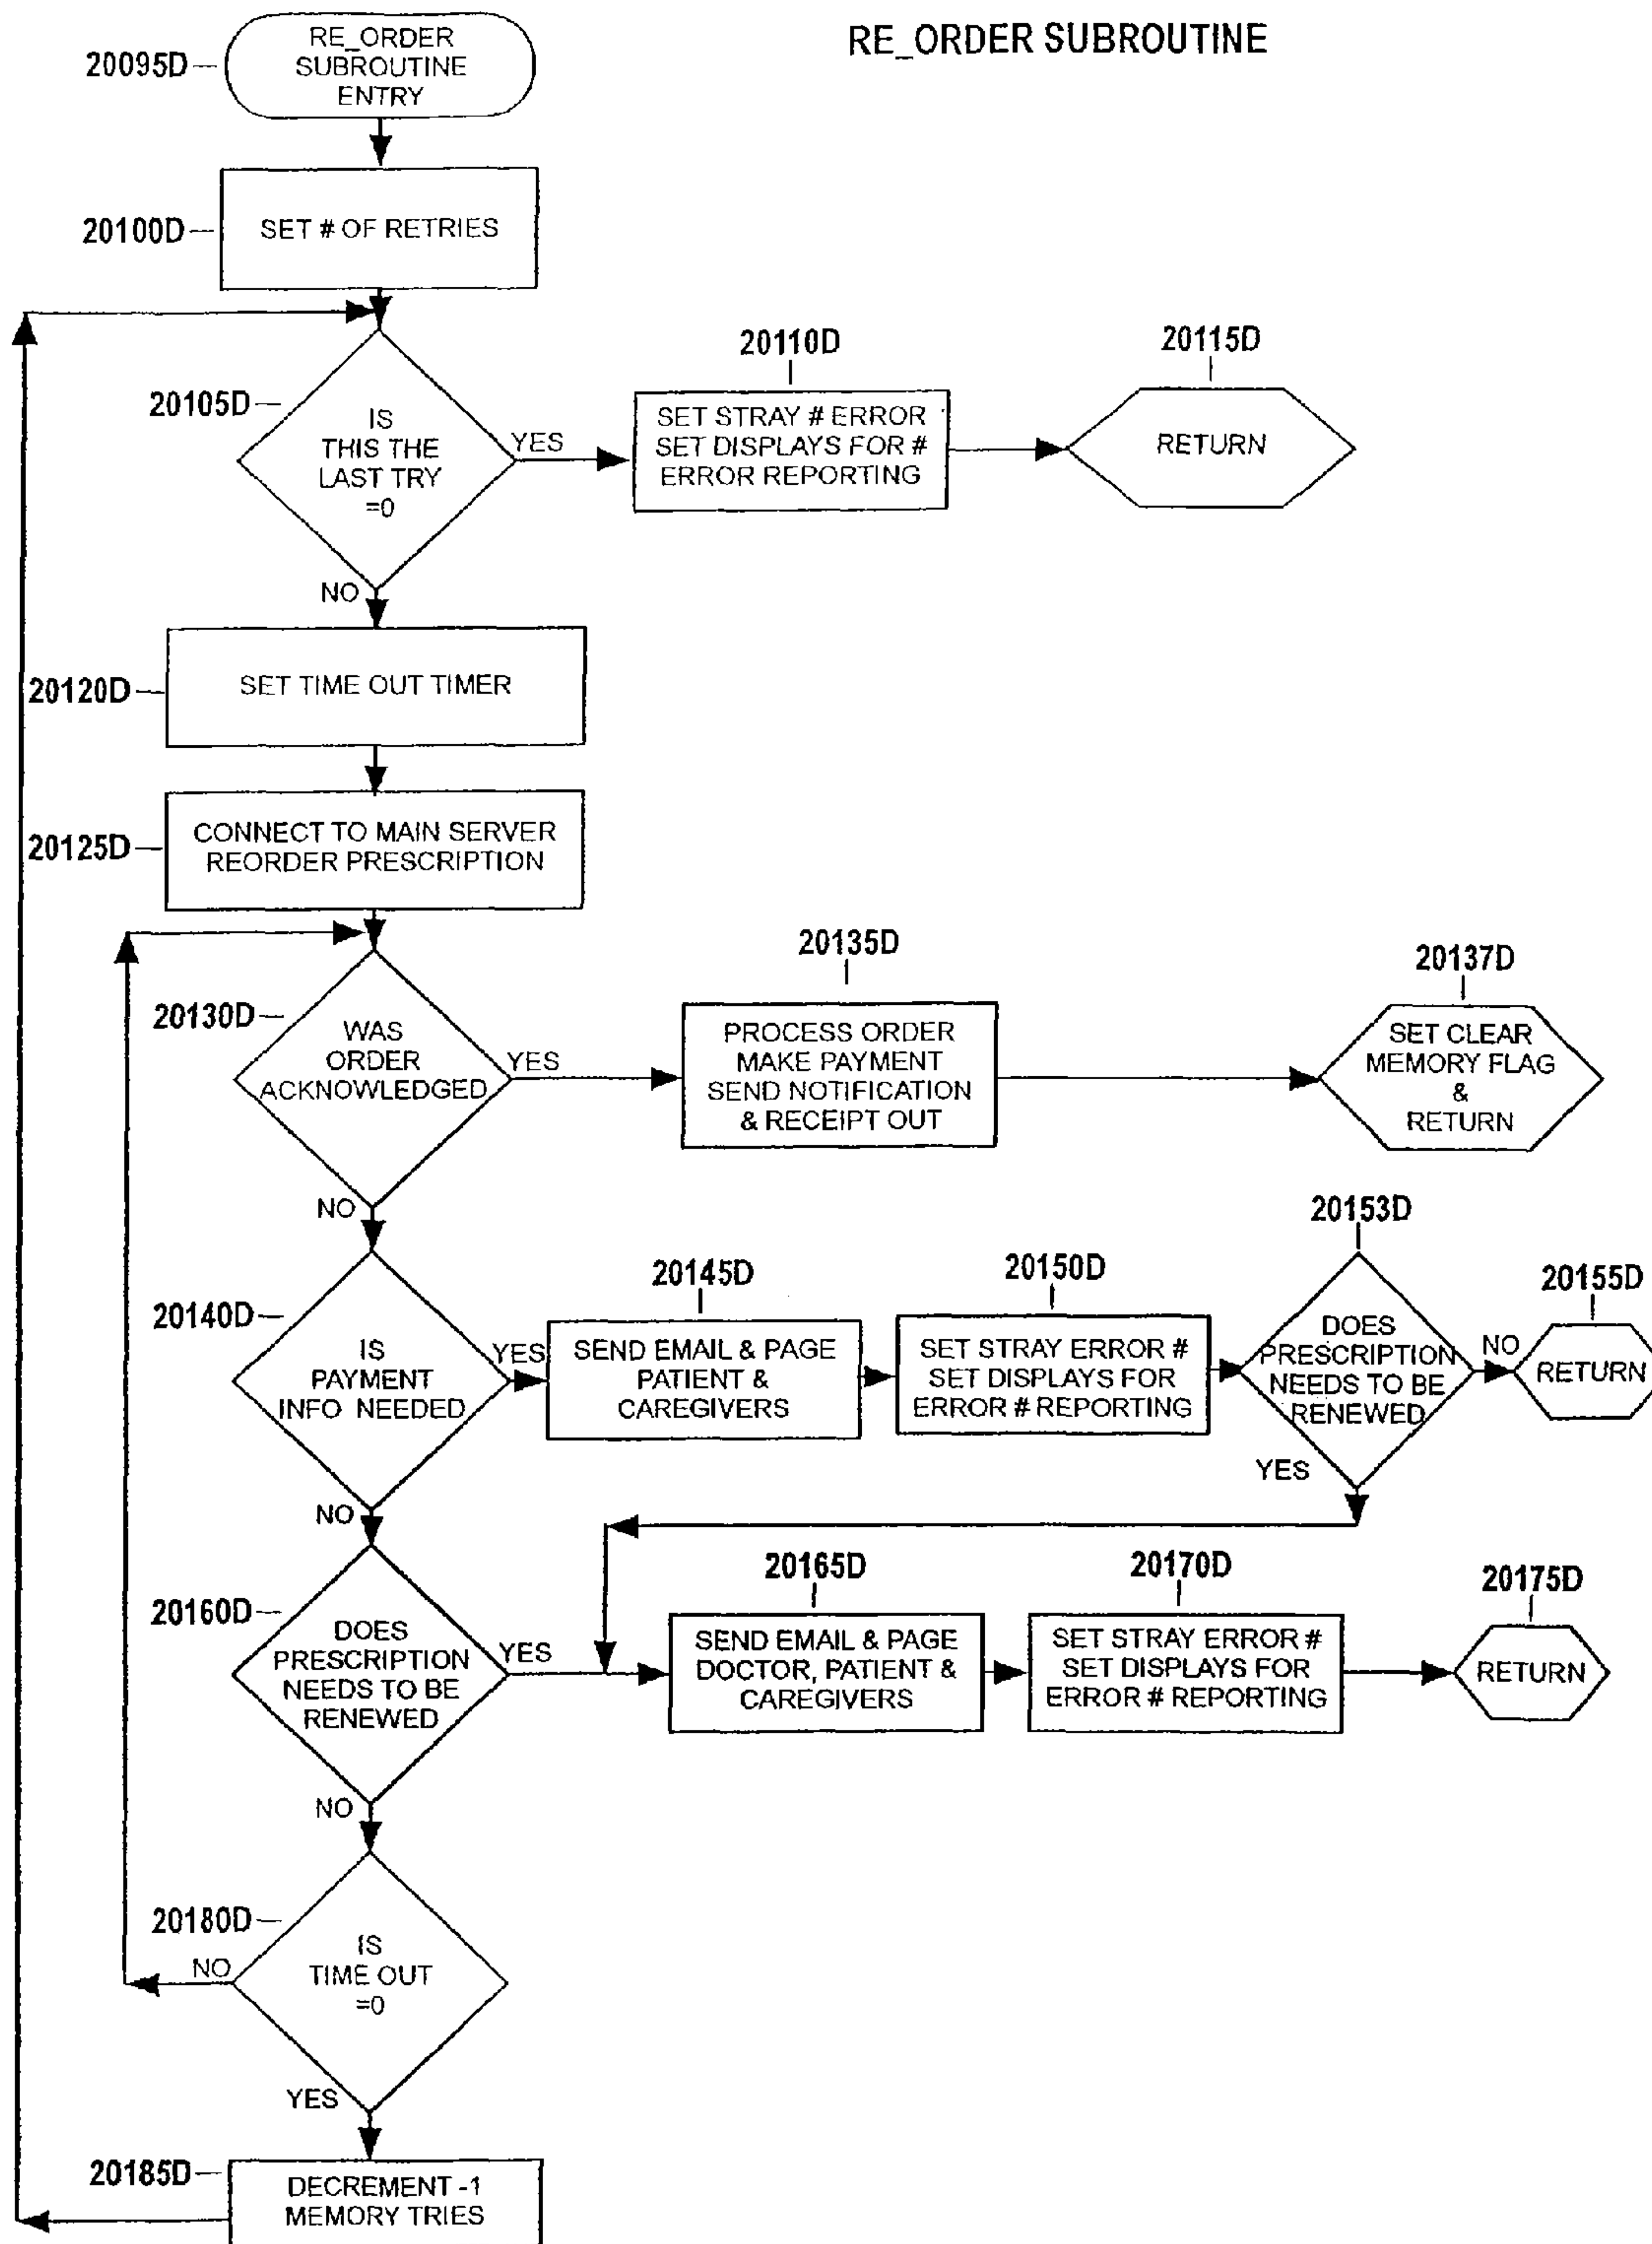 RE_ORDER SUBROUTINE
20095D
RE_ORDER
SUBROUTINE
ENTRY
20100D
SET # OF RETRIES
20105D
IS
THIS THE
LAST TRY
=0
YES
NO
20110D
SET STRAY # ERROR
SET DISPLAYS FOR #
ERROR REPORTING
20115D
RETURN
20120D
SET TIME OUT TIMER
20125D
CONNECT TO MAIN SERVER
REORDER PRESCRIPTION
20130D
WAS
ORDER
ACKNOWLEDGED
YES
NO
20135D
PROCESS ORDER
MAKE PAYMENT
SEND NOTIFICATION
& RECEIPT OUT
20137D
SET CLEAR
MEMORY FLAG
&
RETURN
20140D
IS
PAYMENT
INFO NEEDED
YES
NO
20145D
SEND EMAIL & PAGE
PATIENT &
CAREGIVERS
20150D
SET STRAY ERROR #
SET DISPLAYS FOR
ERROR # REPORTING
20153D
DOES
PRESCRIPTION
NEEDS TO BE
RENEWED
NO
YES
20155D
RETURN
20160D
DOES
PRESCRIPTION
NEEDS TO BE
RENEWED
YES
NO
20165D
SEND EMAIL & PAGE
DOCTOR, PATIENT &
CAREGIVERS
20170D
SET STRAY ERROR #
SET DISPLAYS FOR
ERROR # REPORTING
20175D
RETURN
20180D
IS
TIME OUT
=0
NO
YES
20185D
DECREMENT -1
MEMORY TRIES